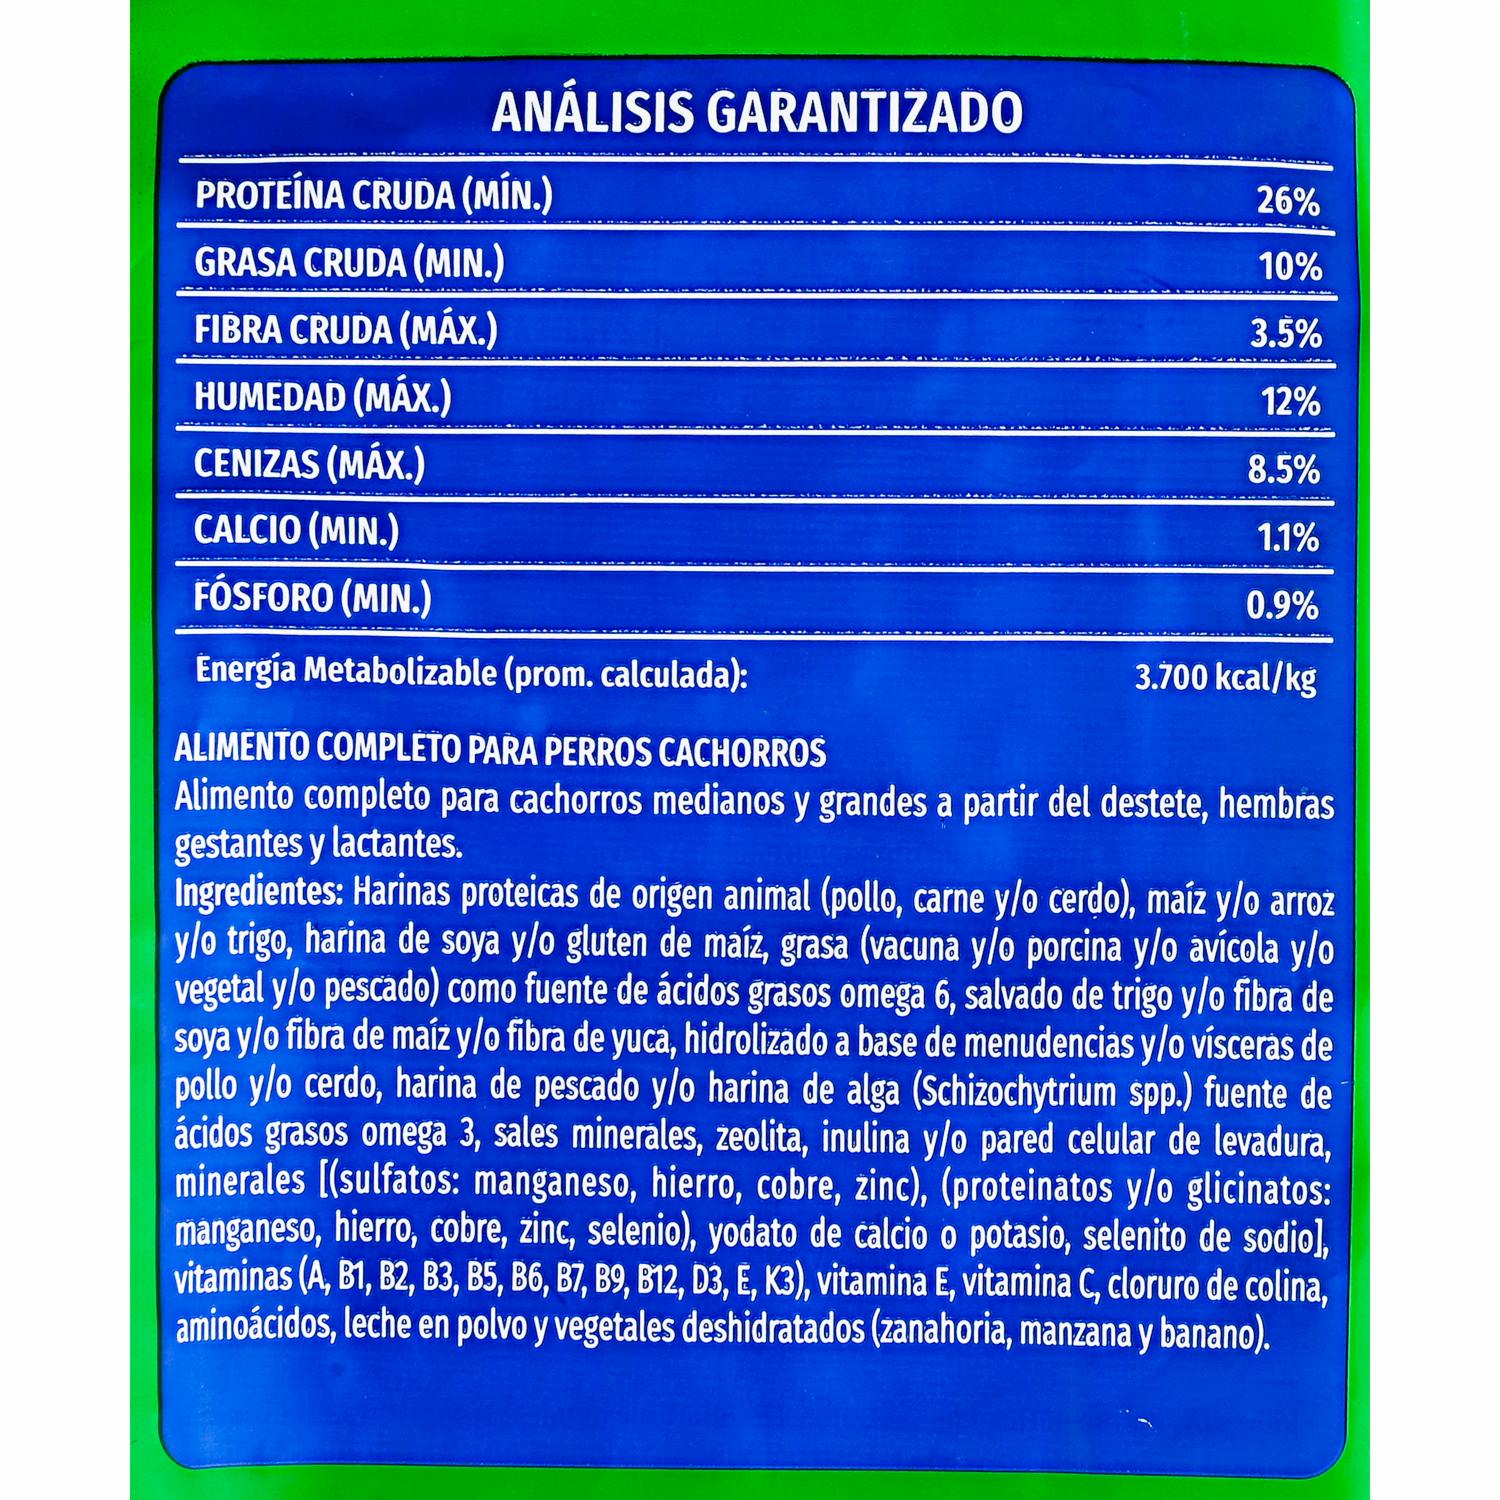 ANÁLISIS GARANTIZADO
PROTEÍNA CRUDA (MÍN.) 26%
GRASA CRUDA (MIN.) 10%
FIBRA CRUDA (MÁX.) 3.5%
HUMEDAD (MÁX.) 12%
CENIZAS (MÁX.) 8.5%
CALCIO (MIN.) 1.1%
FÓSFORO (MIN.) 0.9%
Energía Metabolizable (prom. calculada): 3.700 kcal/kg
ALIMENTO COMPLETO PARA PERROS CACHORROS
Alimento completo para cachorros medianos y grandes a partir del destete, hembras
gestantes y lactantes.
Ingredientes: Harinas proteicas de origen animal (pollo, carne y/o cerdo), maíz y/o arroz
y/o trigo, harina de soya y/o gluten de maíz, grasa (vacuna y/o porcina y/o avícola y/o
vegetal y/o pescado) como fuente de ácidos grasos omega 6, salvado de trigo y/o fibra de
soya y/o fibra de maíz y/o fibra de yuca, hidrolizado a base de menudencias y/o vísceras de
pollo y/o cerdo, harina de pescado y/o harina de alga (Schizochytrium spp.) fuente de
ácidos grasos omega 3, sales minerales, zeolita, inulina y/o pared celular de levadura,
minerales [(sulfatos: manganeso, hierro, cobre, zinc), (proteinatos y/o glicinatos:
manganeso, hierro, cobre, zinc, selenio), yodato de calcio o potasio, selenito de sodio],
vitaminas (A, B1, B2, B3, B5, B6, B7, B9, B12, D3, E, K3), vitamina E, vitamina C, cloruro de colina,
aminoácidos, leche en polvo y vegetales deshidratados (zanahoria, manzana y banano).